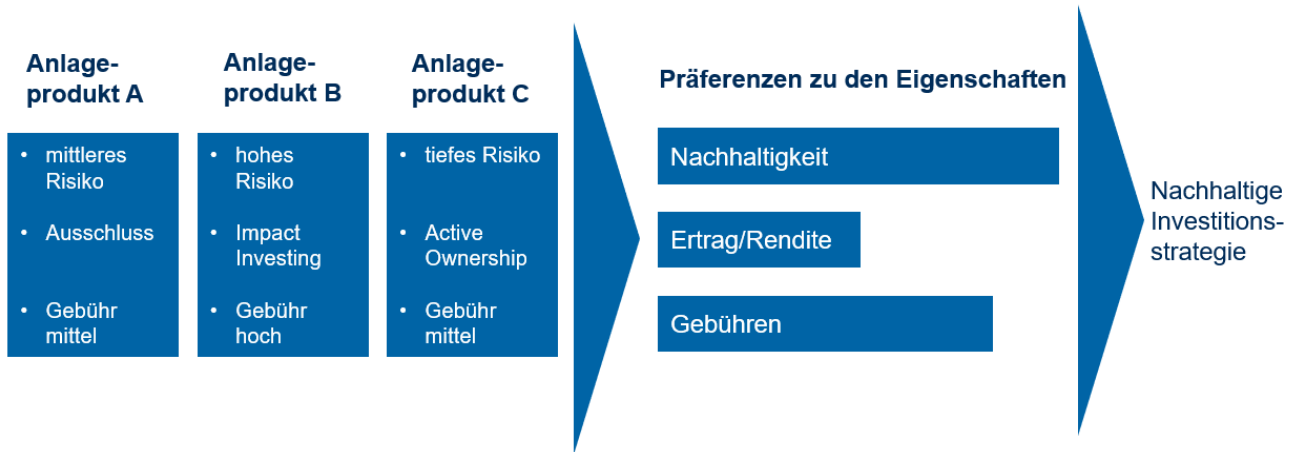 Anlage-
produkt A
• mittleres
Risiko
• Ausschluss
• Gebühr
mittel
Anlage-
produkt B
• hohes
Risiko
• Impact
Investing
• Gebühr
hoch
Anlage-
produkt C
• tiefes Risiko
• Active
Ownership
• Gebühr
mittel
Präferenzen zu den Eigenschaften
Nachhaltigkeit
Ertrag/Rendite
Gebühren
Nachhaltige
Investitions-
strategie